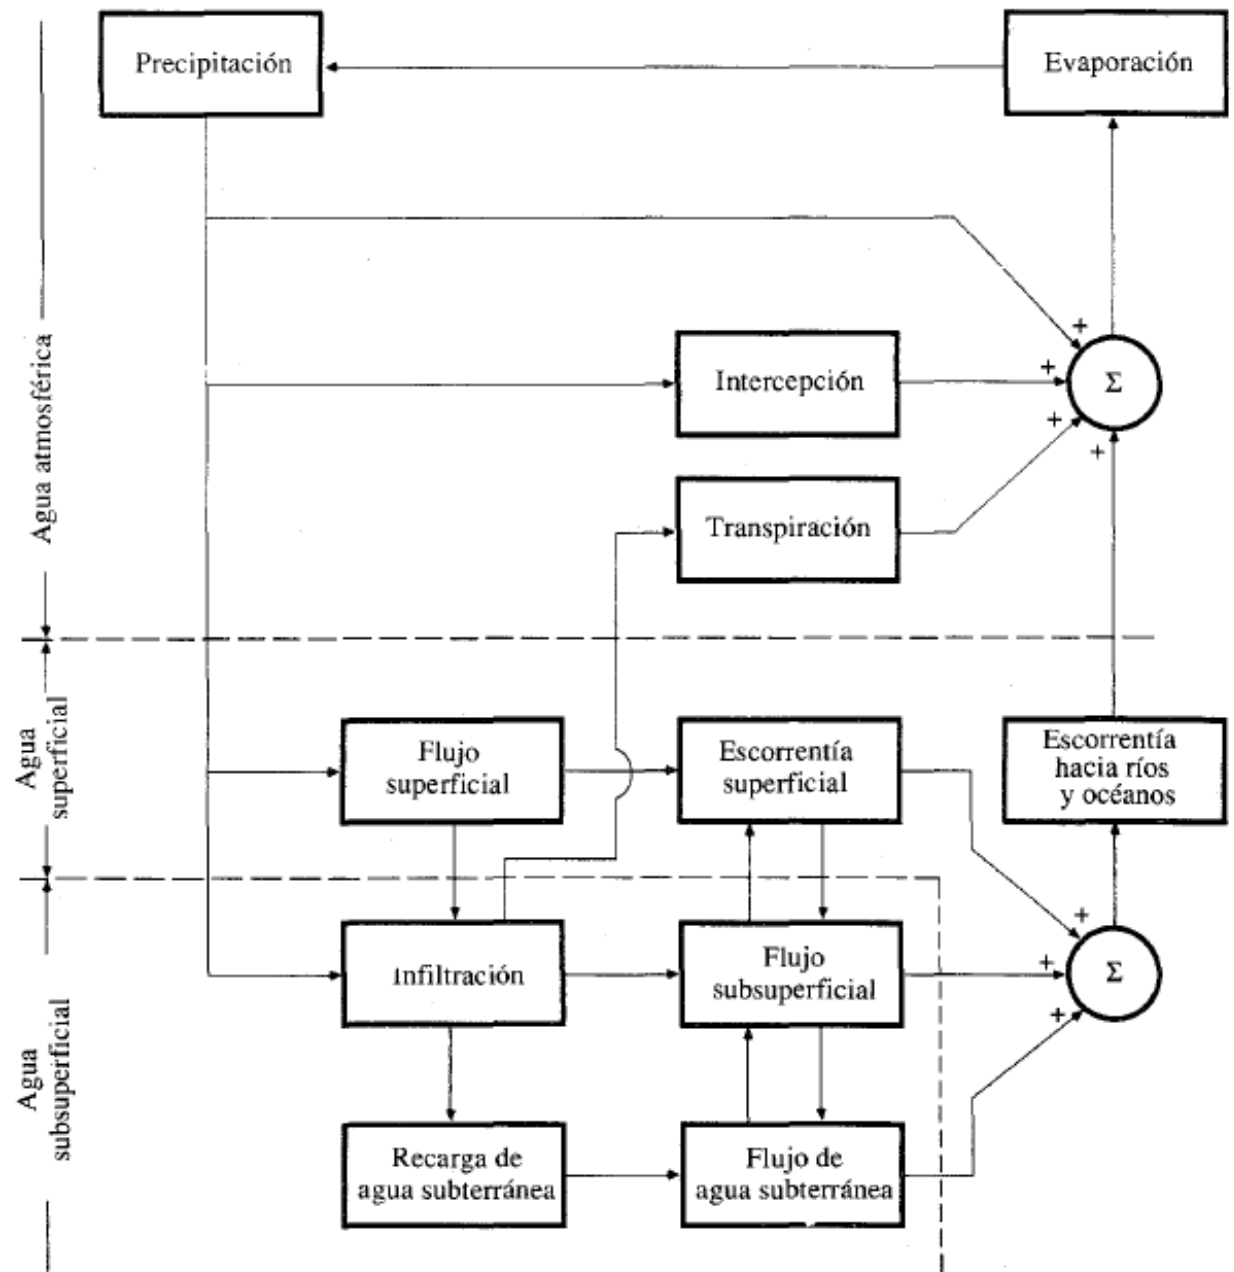 Precipitación
Evaporación
Agua atmosférica
+
+
Intercepción
Σ
+
+
Transpiración
Agua
superficial
Flujo
superficial
Escorrentía
superficial
Escorrentía
hacia ríos
y océanos
Agua
subsuperficial
+
Infiltración
Flujo
subsuperficial
+
Σ
+
Recarga de
agua subterránea
Flujo de
agua subterránea